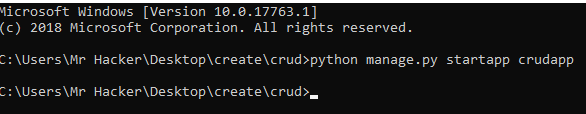 Microsoft Windows [Version 10.0.17763.1]
(c) 2018 Microsoft Corporation. All rights reserved.
C:\Users\Mr Hacker\Desktop\create\crud>python manage.py startapp crudapp
C:\Users\Mr Hacker\Desktop\create\crud>